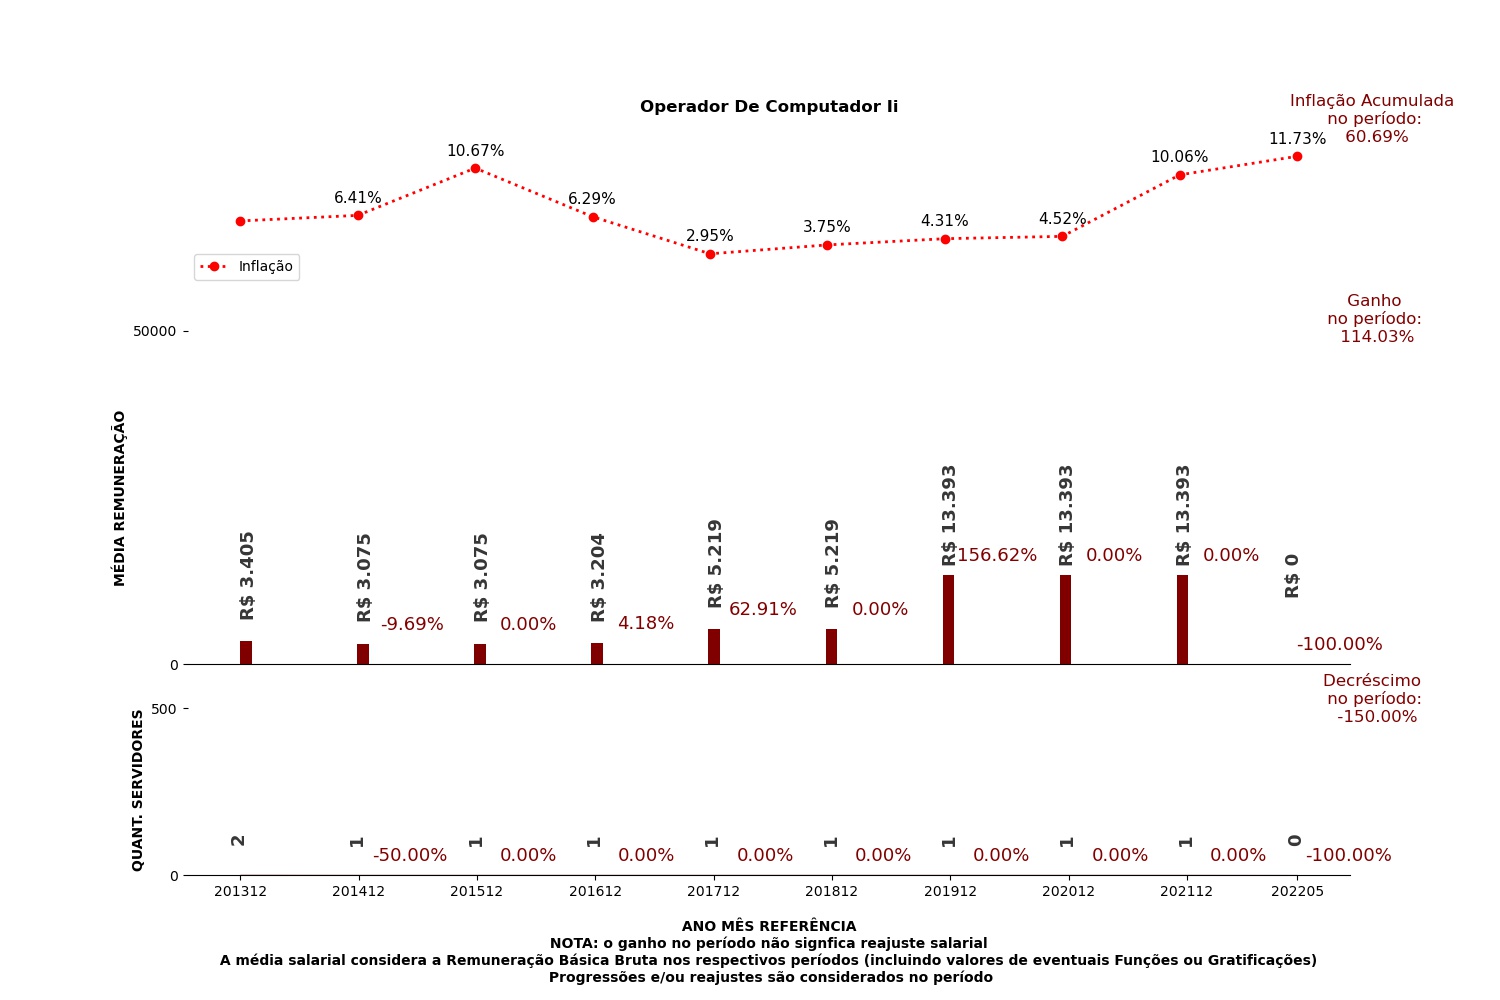 Operador De Computador Ii
Inflação Acumulada
no período:
60.69%
6.41%
10.67%
6.29%
2.95%
3.75%
4.31%
4.52%
10.06%
11.73%
Inflação
Ganho
no período:
114.03%
50000
0
MÉDIA REMUNERAÇÃO
R$ 3.405
R$ 3.075
R$ 3.075
R$ 3.204
R$ 5.219
R$ 5.219
R$ 13.393
R$ 13.393
R$ 13.393
R$ 0
-9.69%
0.00%
4.18%
62.91%
0.00%
156.62%
0.00%
0.00%
-100.00%
Decréscimo
no período:
-150.00%
500
0
QUANT. SERVIDORES
2
1
1
1
1
1
1
1
1
0
-50.00%
0.00%
0.00%
0.00%
0.00%
0.00%
0.00%
0.00%
-100.00%
201312
201412
201512
201612
201712
201812
201912
202012
202112
202205
ANO MÊS REFERÊNCIA
NOTA: o ganho no período não signfica reajuste salarial
A média salarial considera a Remuneração Básica Bruta nos respectivos períodos (incluindo valores de eventuais Funções ou Gratificações)
Progressões e/ou reajustes são considerados no período